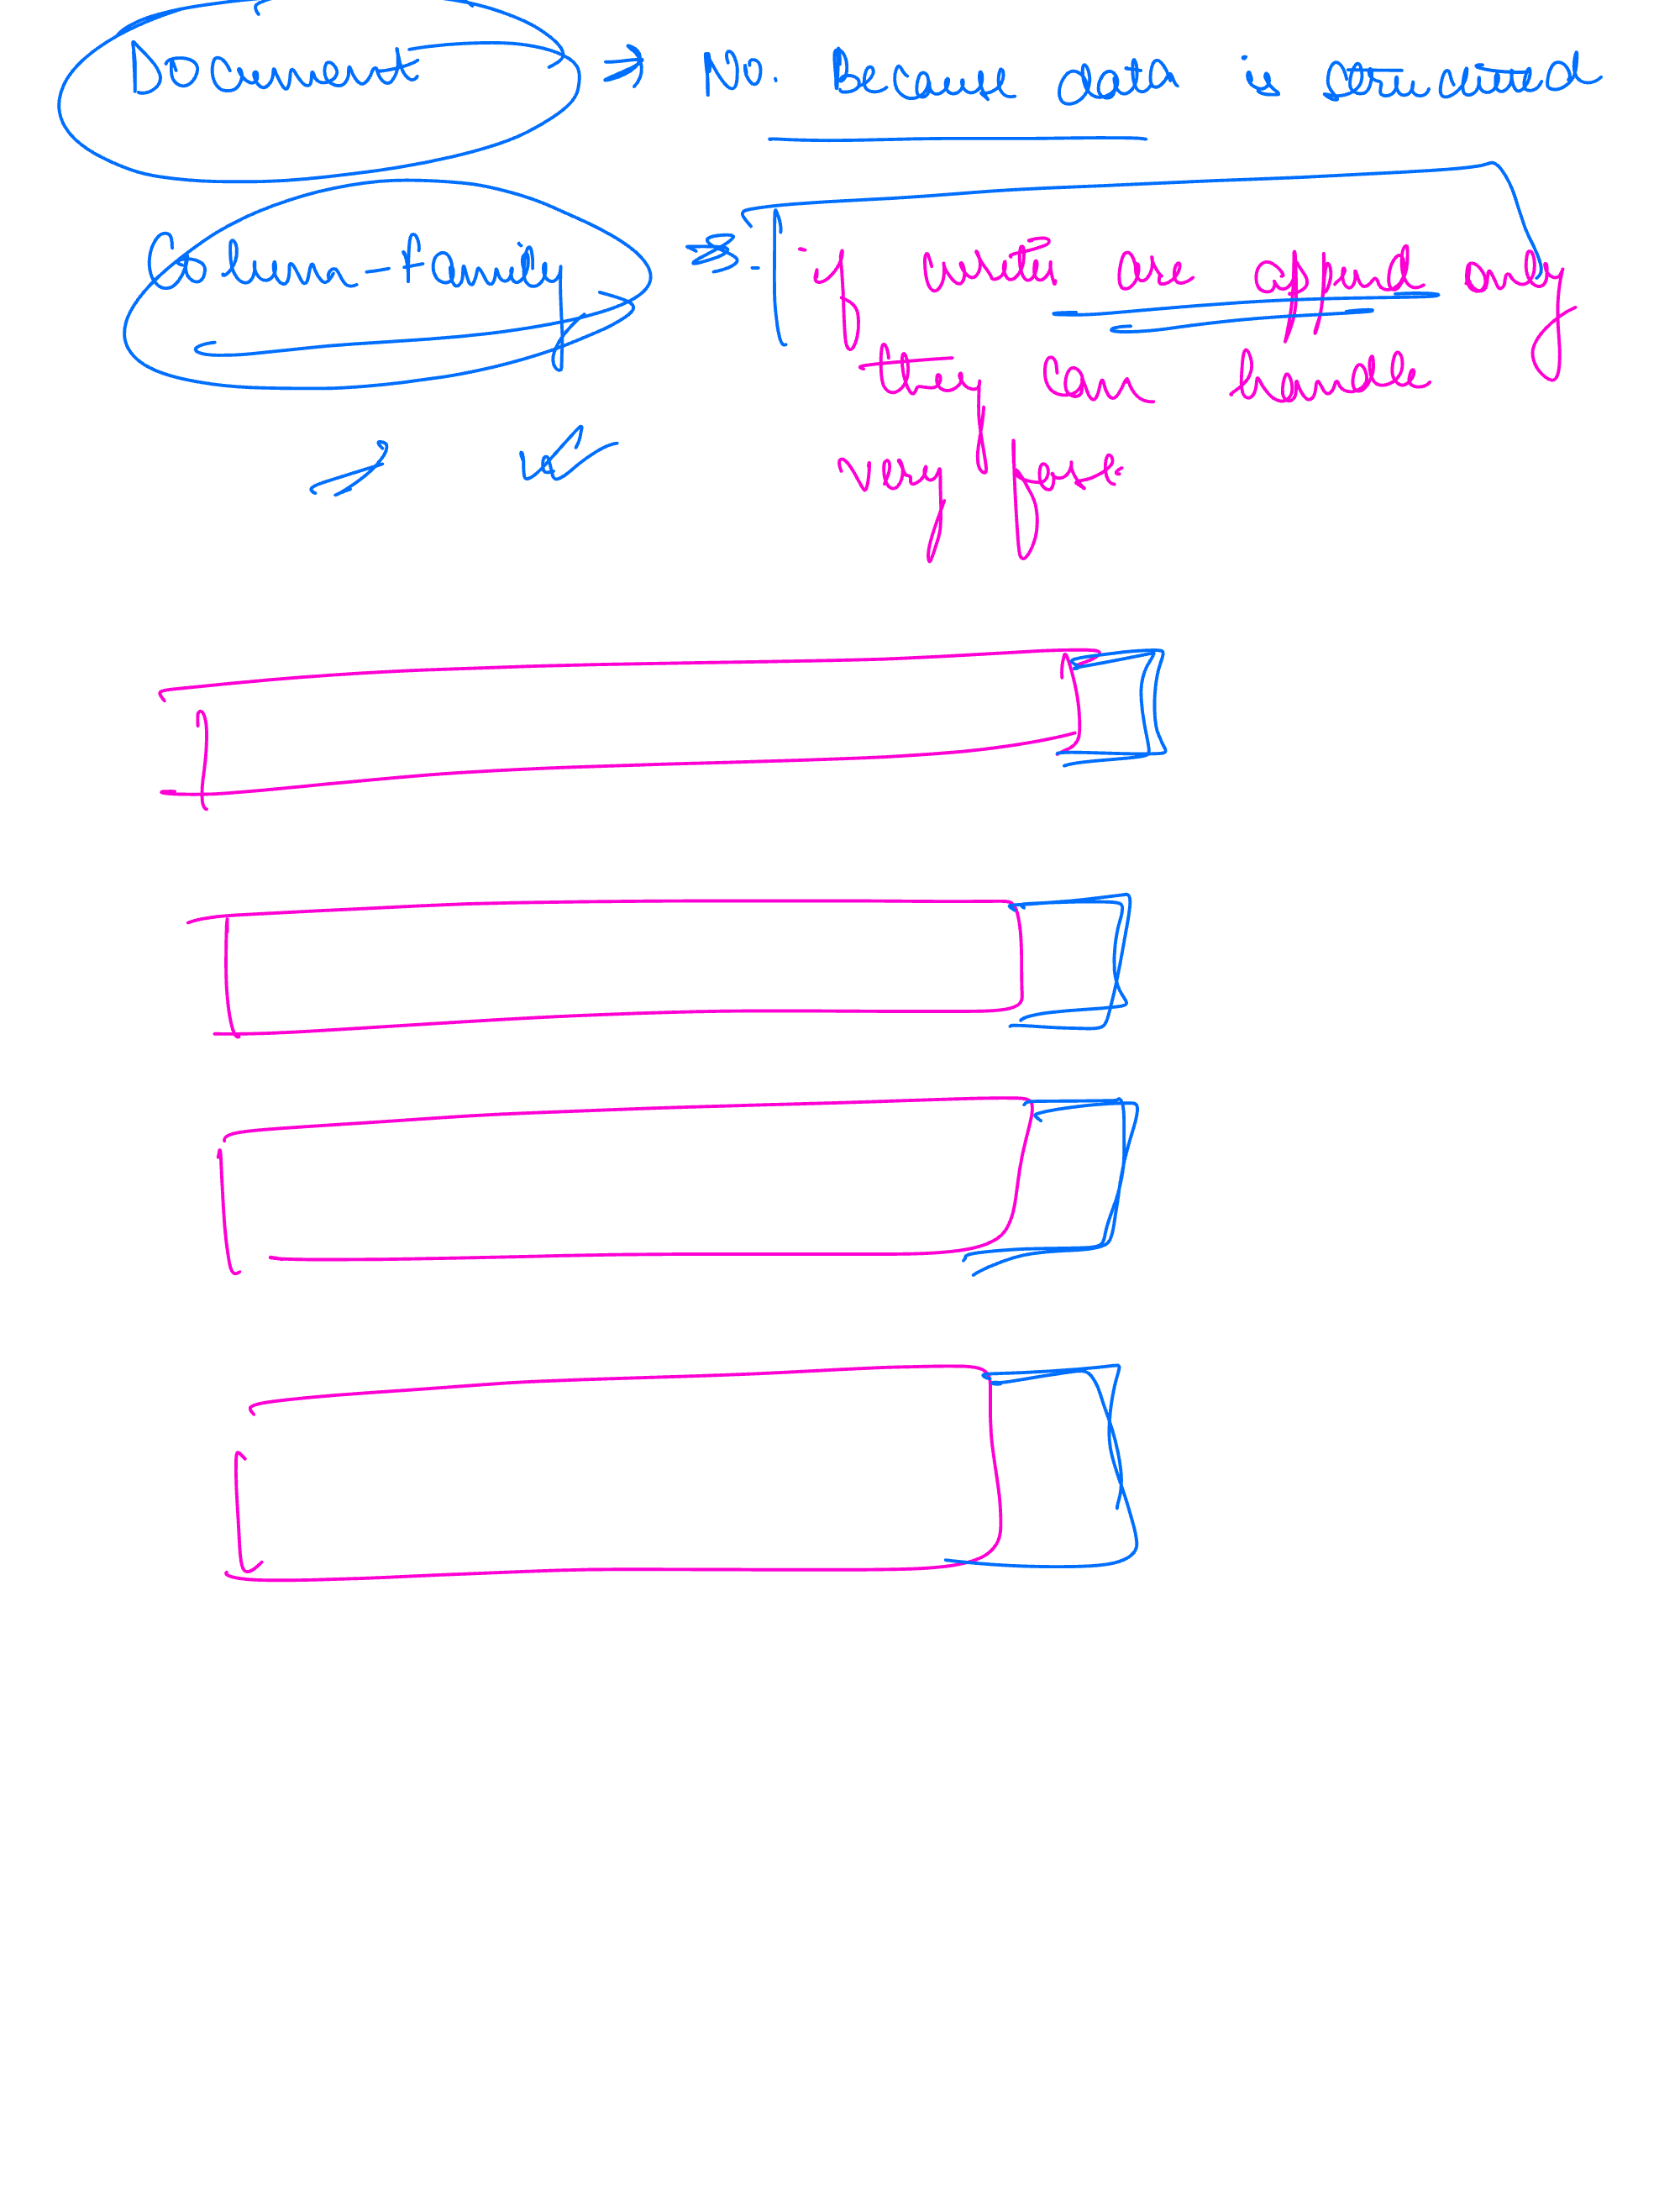 Document → No. Because data is structured
Column-family → - if writes are append only
they can handle
very fast.